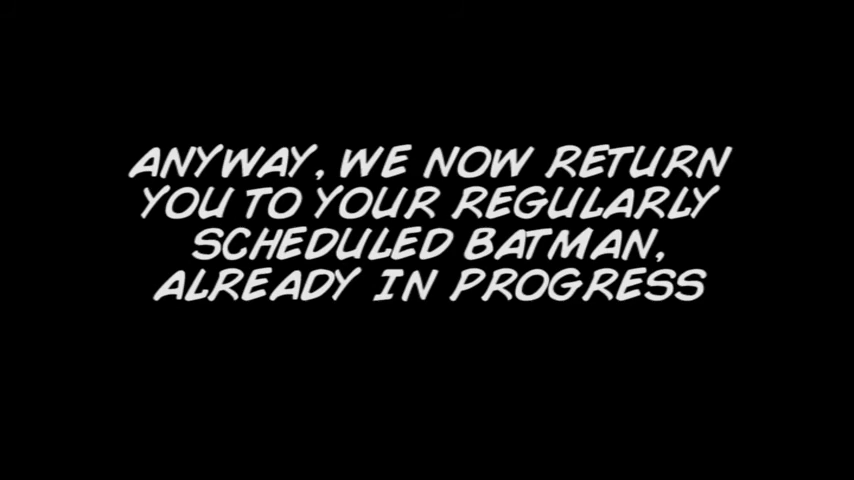 ANYWAY, WE NOW RETURN
YOU TO YOUR REGULARLY
SCHEDULED BATMAN,
ALREADY IN PROGRESS